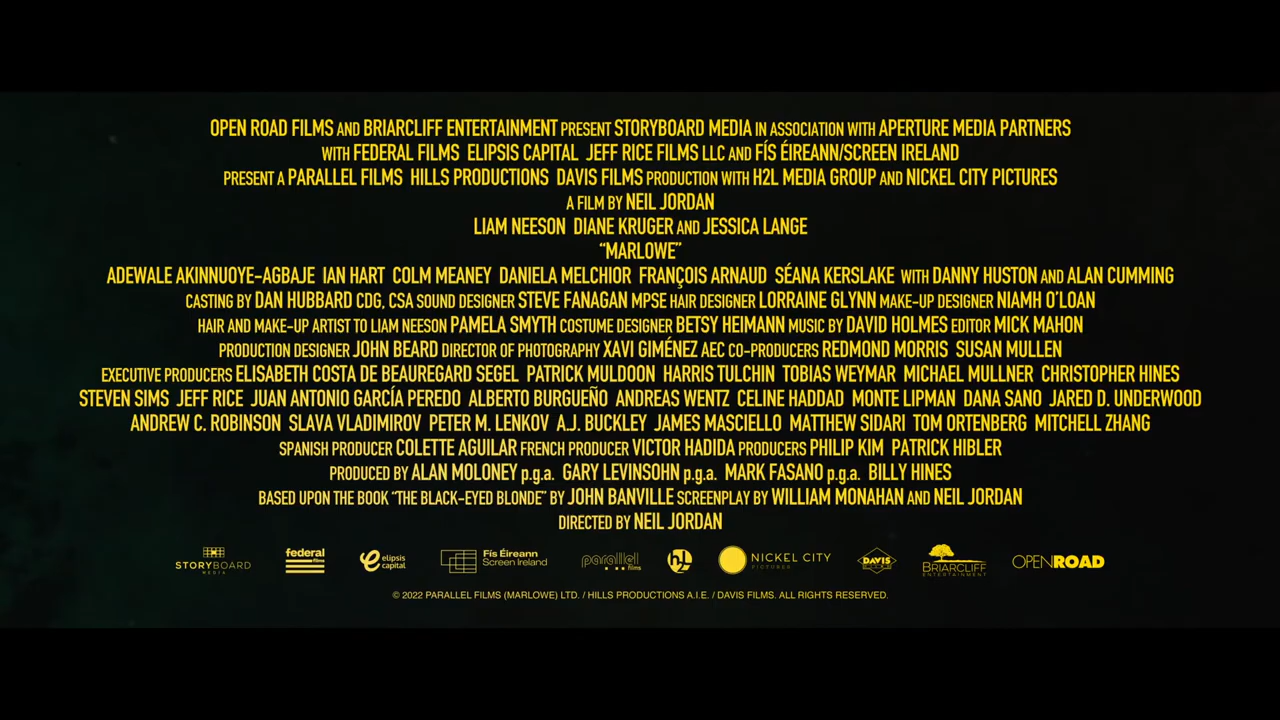 OPEN ROAD FILMS AND BRIARCLIFF ENTERTAINMENT PRESENT STORYBOARD MEDIA IN ASSOCIATION WITH APERTURE MEDIA PARTNERS
WITH FEDERAL FILMS ELIPSIS CAPITAL JEFF RICE FILMS LLC AND FÍS ÉIREANN/SCREEN IRELAND
PRESENT A PARALLEL FILMS HILLS PRODUCTIONS DAVIS FILMS PRODUCTION WITH H2L MEDIA GROUP AND NICKEL CITY PICTURES
A FILM BY NEIL JORDAN
LIAM NEESON DIANE KRUGER AND JESSICA LANGE
“MARLOWE”
ADEWALE AKINNUOYE-AGBAJE IAN HART COLM MEANEY DANIELA MELCHIOR FRANÇOIS ARNAUD SÉANA KERSLAKE WITH DANNY HUSTON AND ALAN CUMMING
CASTING BY DAN HUBBARD CDG, CSA SOUND DESIGNER STEVE FANAGAN MPSE HAIR DESIGNER LORRAINE GLYNN MAKE-UP DESIGNER NIAMH O'LOAN
HAIR AND MAKE-UP ARTIST TO LIAM NEESON PAMELA SMYTH COSTUME DESIGNER BETSY HEIMANN MUSIC BY DAVID HOLMES EDITOR MICK MAHON
PRODUCTION DESIGNER JOHN BEARD DIRECTOR OF PHOTOGRAPHY XAVI GIMÉNEZ AEC CO-PRODUCERS REDMOND MORRIS SUSAN MULLEN
EXECUTIVE PRODUCERS ELISABETH COSTA DE BEAUREGARD SEGEL PATRICK MULDOON HARRIS TULCHIN TOBIAS WEYMAR MICHAEL MULLNER CHRISTOPHER HINES
STEVEN SIMS JEFF RICE JUAN ANTONIO GARCÍA PEREDO ALBERTO BURGUEÑO ANDREAS WENTZ CELINE HADDAD MONTE LIPMAN DANA SANO JARED D. UNDERWOOD
ANDREW C. ROBINSON SLAVA VLADIMIROV PETER M. LENKOV A.J. BUCKLEY JAMES MASCIELLO MATTHEW SIDARI TOM ORTENBERG MITCHELL ZHANG
SPANISH PRODUCER COLETTE AGUILAR FRENCH PRODUCER VICTOR HADIDA PRODUCERS PHILIP KIM PATRICK HIBLER
PRODUCED BY ALAN MOLONEY p.g.a. GARY LEVINSOHN p.g.a. MARK FASANO p.g.a. BILLY HINES
BASED UPON THE BOOK “THE BLACK-EYED BLONDE” BY JOHN BANVILLE SCREENPLAY BY WILLIAM MONAHAN AND NEIL JORDAN
DIRECTED BY NEIL JORDAN
STORYBOARD MEDIA federal films elipsis capital Fís Éireann Screen Ireland parallel films h2l NICKEL CITY PICTURES DAVIS BRIARCLIFF ENTERTAINMENT OPENROAD
© 2022 PARALLEL FILMS (MARLOWE) LTD. / HILLS PRODUCTIONS A.I.E. / DAVIS FILMS. ALL RIGHTS RESERVED.